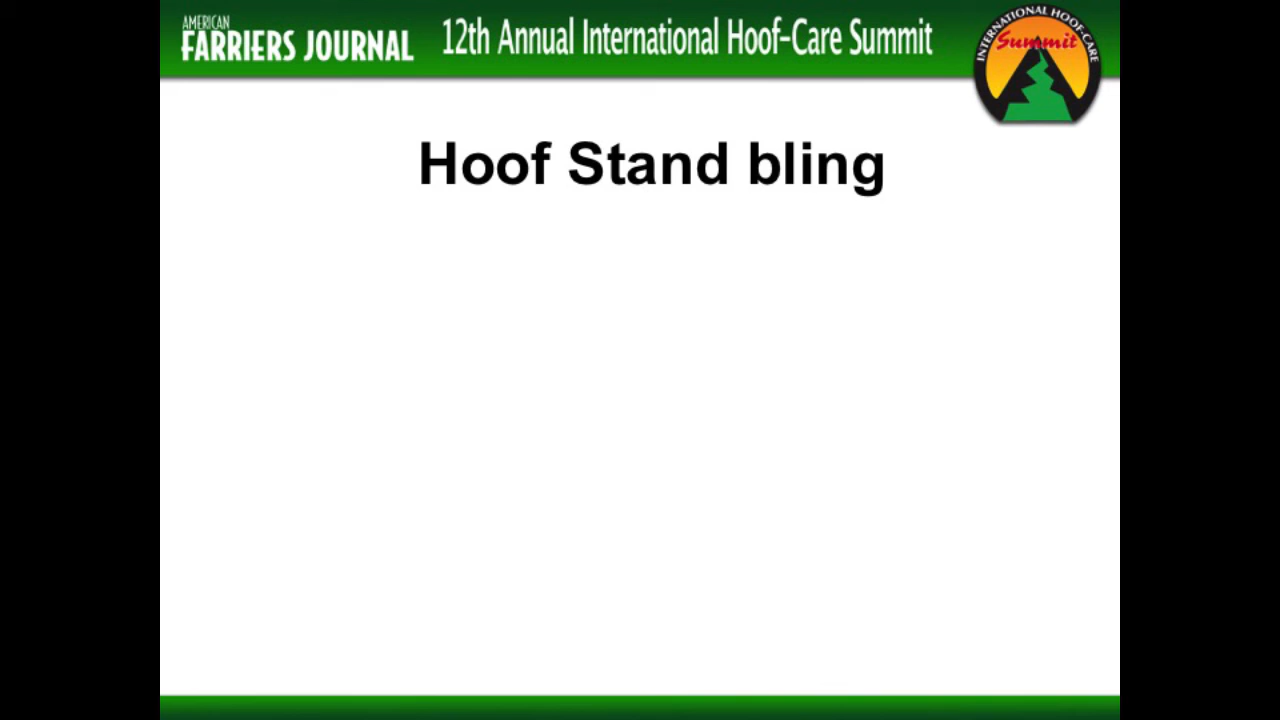 AMERICAN
FARRIERS JOURNAL
12th Annual International Hoof-Care Summit
INTERNATIONAL HOOF-CARE
Summit
Hoof Stand bling